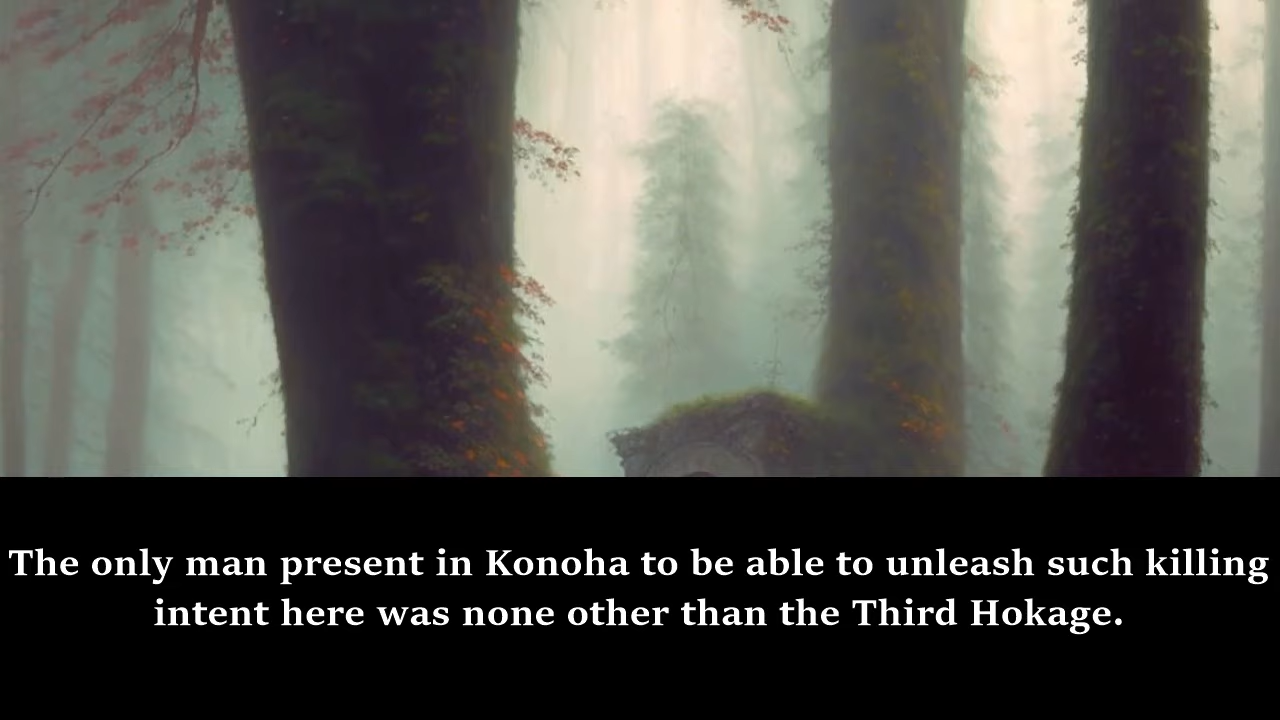 The only man present in Konoha to be able to unleash such killing
intent here was none other than the Third Hokage.